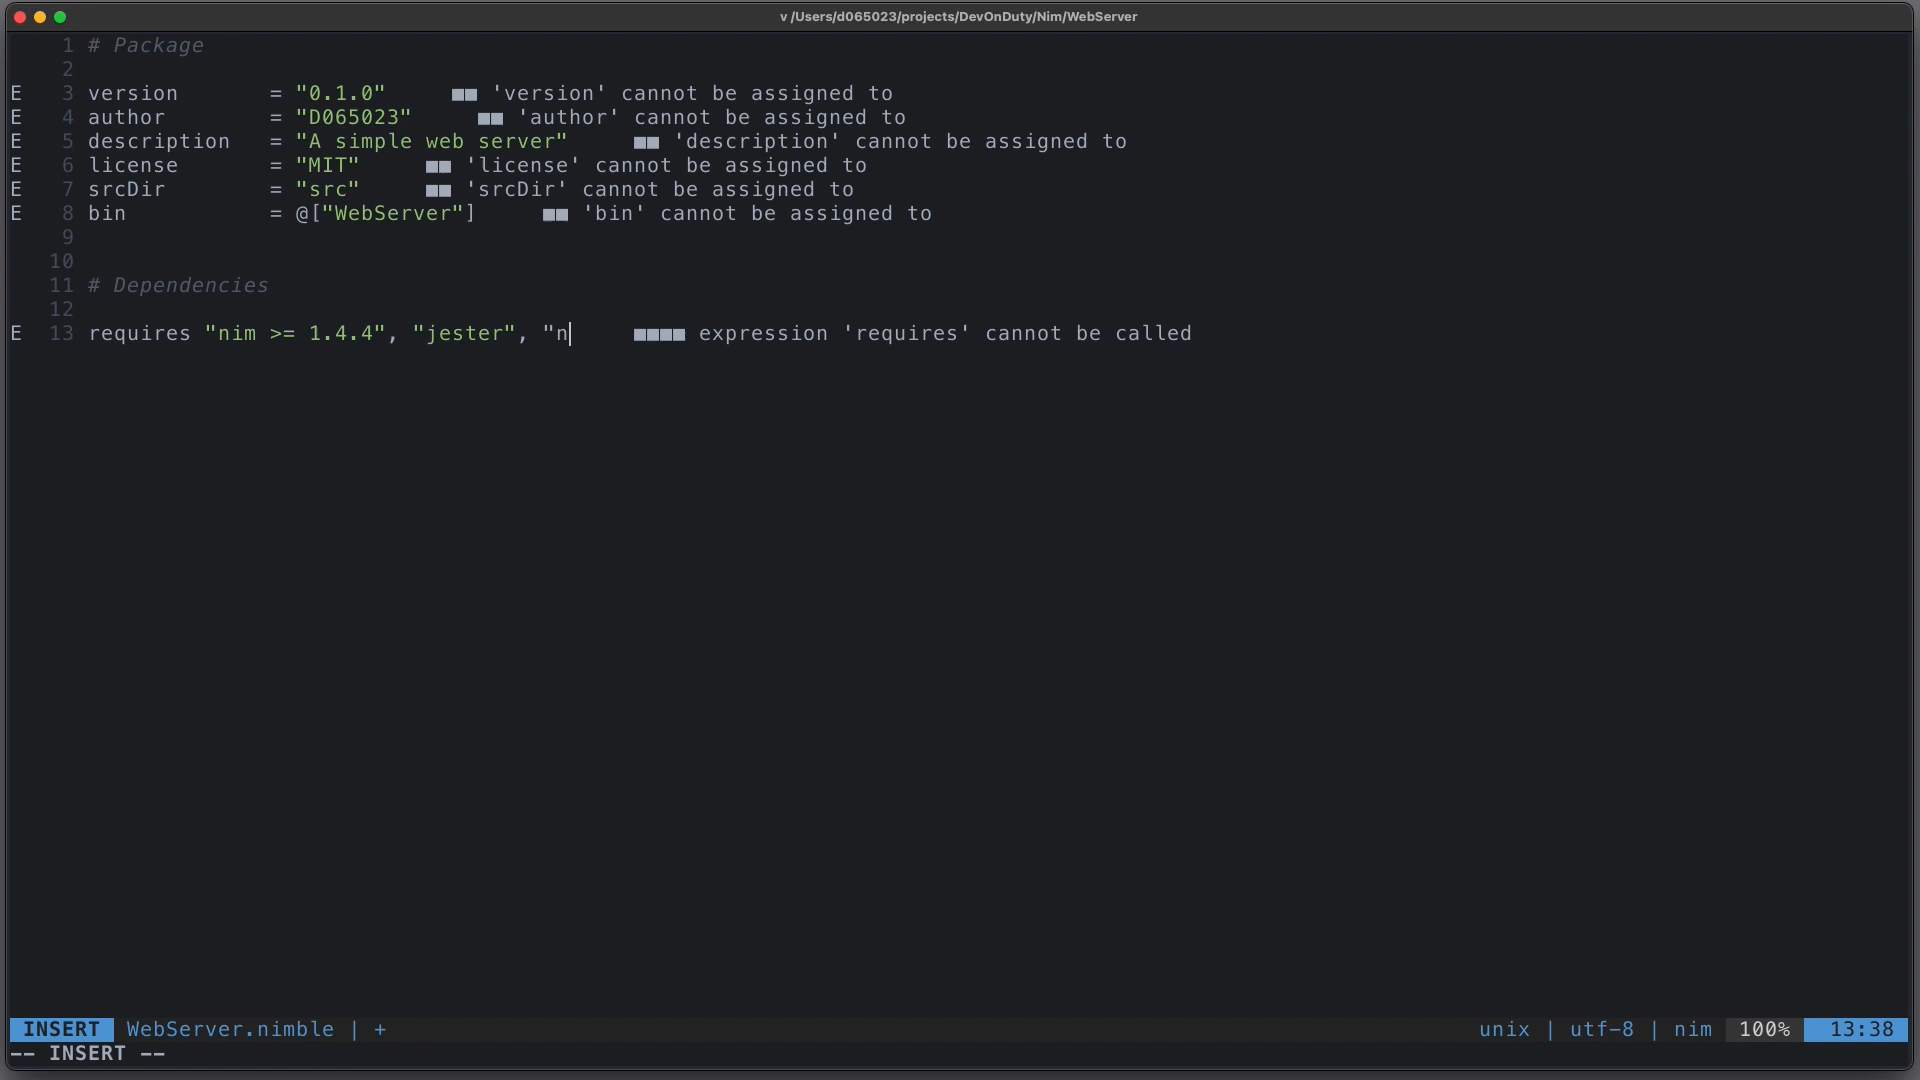 v /Users/d065023/projects/DevOnDuty/Nim/WebServer
1 # Package
2
E 3 version       = "0.1.0"     ■■ 'version' cannot be assigned to
E 4 author        = "D065023"     ■■ 'author' cannot be assigned to
E 5 description   = "A simple web server"     ■■ 'description' cannot be assigned to
E 6 license       = "MIT"     ■■ 'license' cannot be assigned to
E 7 srcDir        = "src"     ■■ 'srcDir' cannot be assigned to
E 8 bin           = @["WebServer"]     ■■ 'bin' cannot be assigned to
9
10
11 # Dependencies
12
E 13 requires "nim >= 1.4.4", "jester", "n     ■■■■ expression 'requires' cannot be called
INSERT WebServer.nimble | + unix | utf-8 | nim 100% 13:38
-- INSERT --